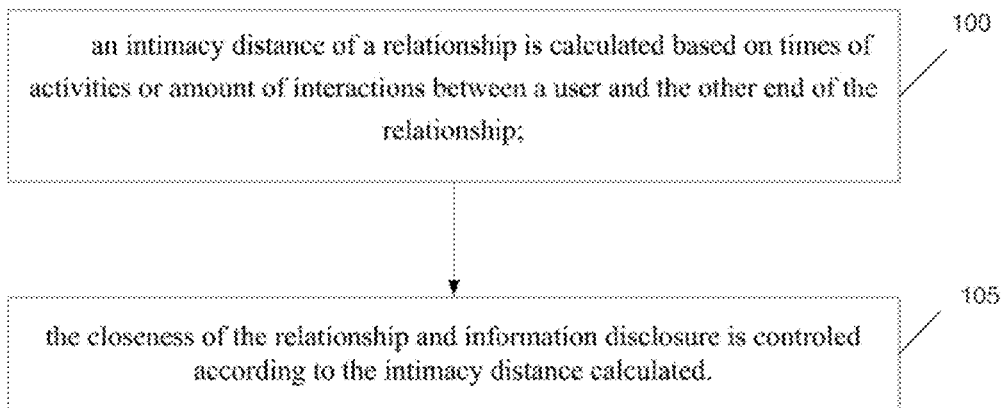 100
an intimacy distance of a relationship is calculated based on times of
activities or amount of interactions between a user and the other end of the
relationship;
105
the closeness of the relationship and information disclosure is controled
according to the intimacy distance calculated.